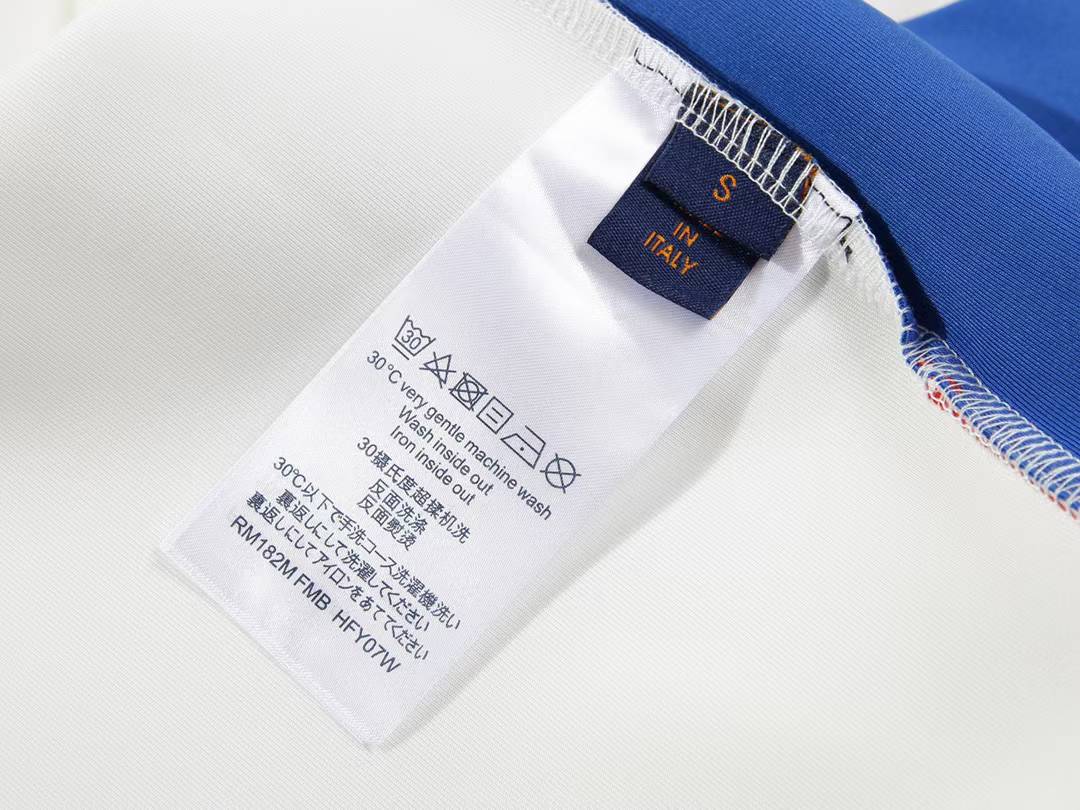 S
IN
ITALY
30
30°C very gentle machine wash
Wash inside out
Iron inside out
30摄氏度超揉机洗
反面洗涤
反面熨烫
30℃以下で手洗コース洗濯機洗い
裏返しにして洗濯してください
裏返しにしてアイロンをあててください
RM182M FMB HFY07W